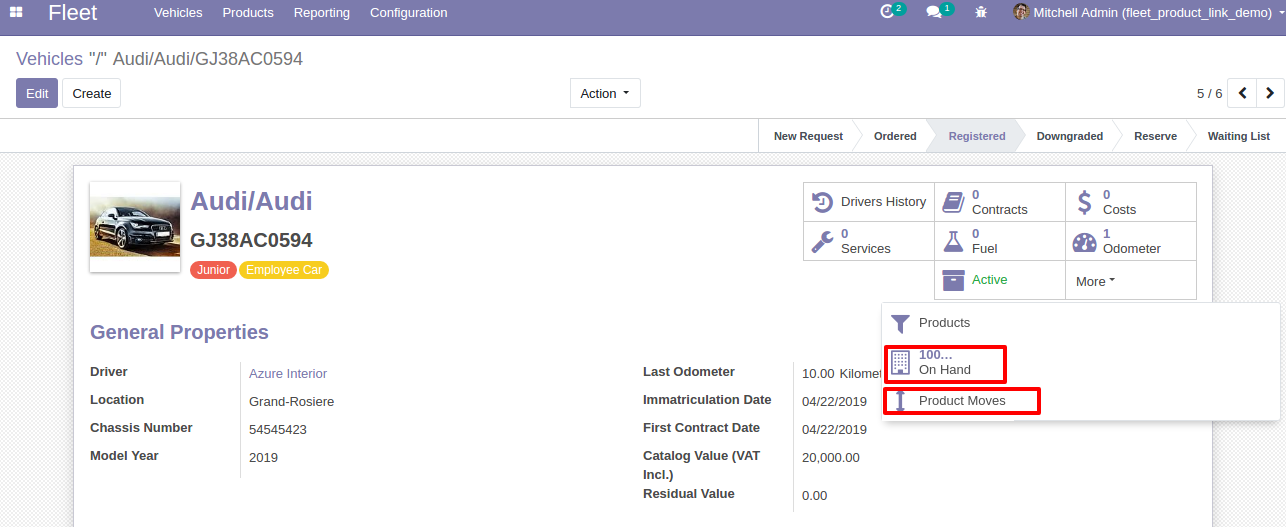 Fleet Vehicles Products Reporting Configuration 2 1 Mitchell Admin (fleet_product_link_demo)
Vehicles "/" Audi/Audi/GJ38AC0594
Edit Create Action 5 / 6
New Request Ordered Registered Downgraded Reserve Waiting List
Audi/Audi
GJ38AC0594
Junior Employee Car
Drivers History
0
Contracts
0
Costs
0
Services
0
Fuel
1
Odometer
Active
More
Products
100...
On Hand
Product Moves
General Properties
Driver Azure Interior
Location Grand-Rosiere
Chassis Number 54545423
Model Year 2019
Last Odometer 10.00 Kilomet
Immatriculation Date 04/22/2019
First Contract Date 04/22/2019
Catalog Value (VAT
Incl.) 20,000.00
Residual Value 0.00